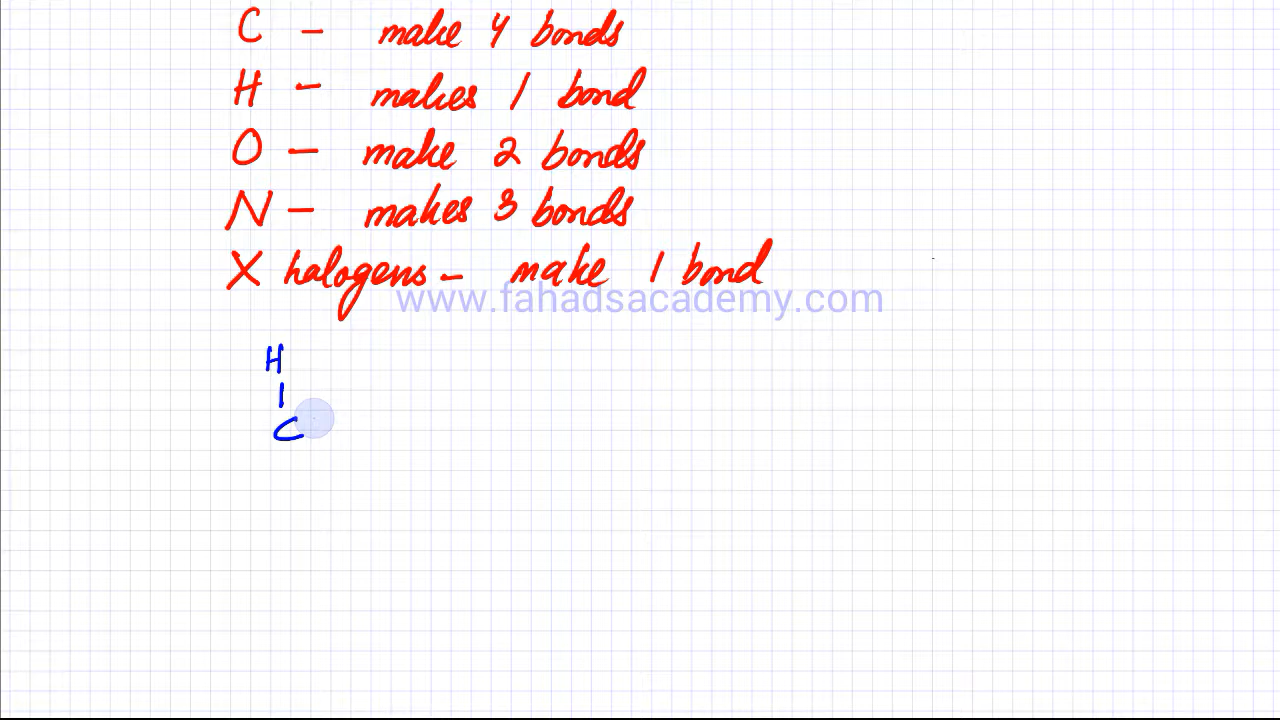 C - make 4 bonds
H - makes 1 bond
O - make 2 bonds
N - makes 3 bonds
X halogens - make 1 bond
www.fahadsacademy.com
H
|
C